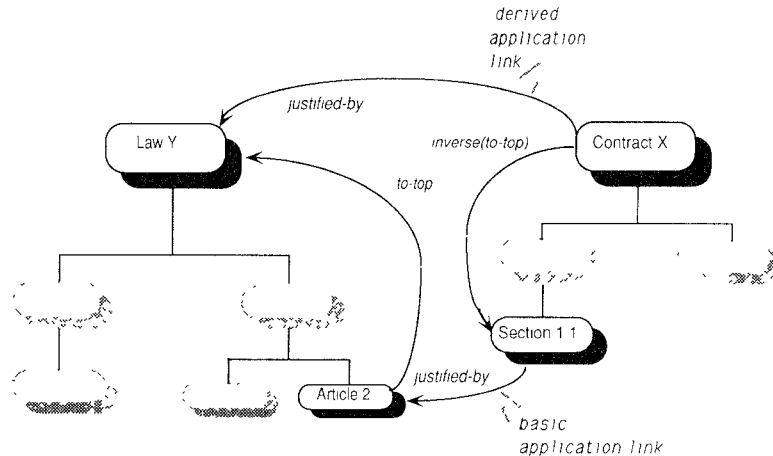 derived
application
link
justified-by
Law Y
inverse(to-top)
Contract X
to-top
Section 1 1
justified-by
Article 2
basic
application link